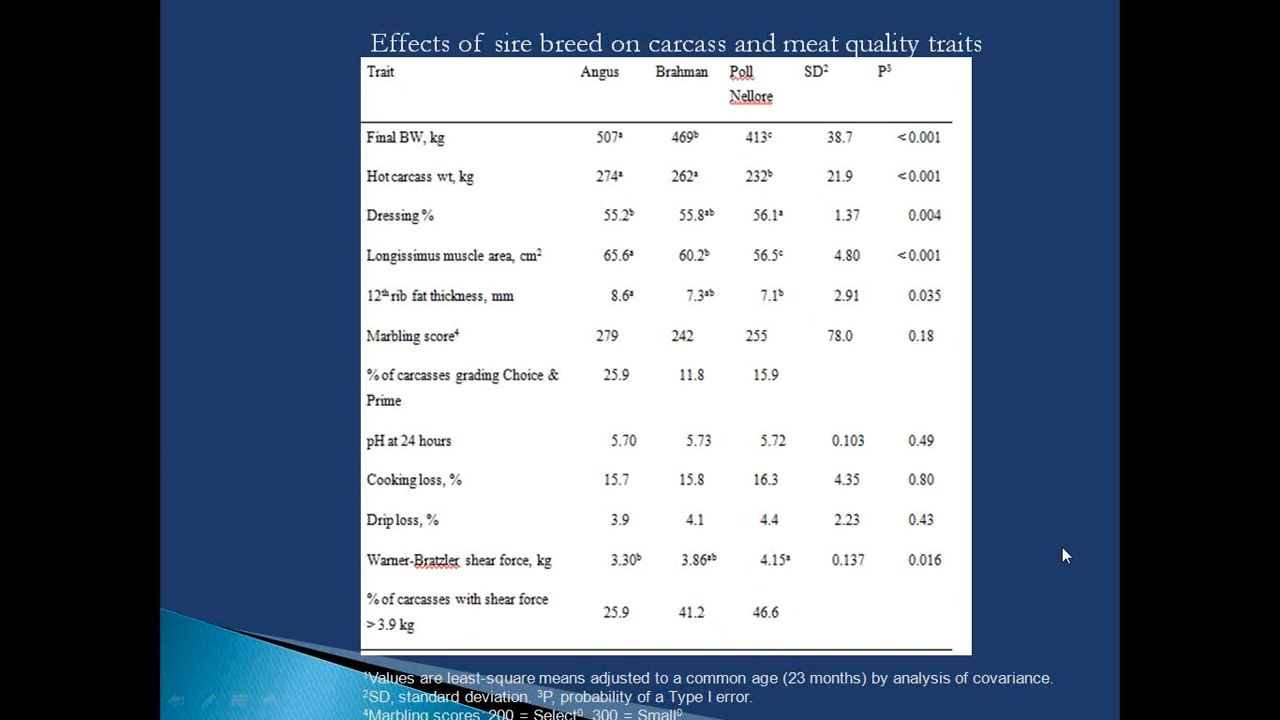 Effects of sire breed on carcass and meat quality traits
Trait Angus Brahman Poll Nellore SD² P³
Final BW, kg 507ᵃ 469ᵇ 413ᶜ 38.7 <0.001
Hot carcass wt, kg 274ᵃ 262ᵃ 232ᵇ 21.9 <0.001
Dressing % 55.2ᵇ 55.8ᵃᵇ 56.1ᵃ 1.37 0.004
Longissimus muscle area, cm² 65.6ᵃ 60.2ᵇ 56.5ᶜ 4.80 <0.001
12ᵗʰ rib fat thickness, mm 8.6ᵃ 7.3ᵃᵇ 7.1ᵇ 2.91 0.035
Marbling score⁴ 279 242 255 78.0 0.18
% of carcasses grading Choice & Prime 25.9 11.8 15.9
pH at 24 hours 5.70 5.73 5.72 0.103 0.49
Cooking loss, % 15.7 15.8 16.3 4.35 0.80
Drip loss, % 3.9 4.1 4.4 2.23 0.43
Warner-Bratzler shear force, kg 3.30ᵇ 3.86ᵃᵇ 4.15ᵃ 0.137 0.016
% of carcasses with shear force > 3.9 kg 25.9 41.2 46.6
¹Values are least-square means adjusted to a common age (23 months) by analysis of covariance.
²SD, standard deviation. ³P, probability of a Type I error.
⁴Marbling scores: 200 = Select⁰, 300 = Small⁰